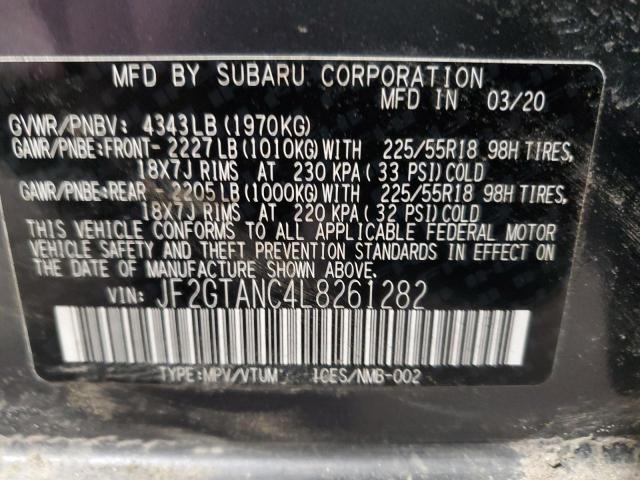 MFD BY SUBARU CORPORATION
MFD IN 03/20
GVWR/PNBV: 4343LB(1970KG)
GAWR/PNBE:FRONT- 2227LB(1010KG)WITH 225/55R18 98H TIRES,
18X7J RIMS AT 230 KPA(33 PSI)COLD
GAWR/PNBE:REAR - 2205LB(1000KG)WITH 225/55R18 98H TIRES,
18X7J RIMS AT 220 KPA(32 PSI)COLD
THIS VEHICLE CONFORMS TO ALL APPLICABLE FEDERAL MOTOR
VEHICLE SAFETY AND THEFT PREVENTION STANDARDS IN EFFECT ON
THE DATE OF MANUFACTURE SHOWN ABOVE.
VIN: JF2GTANC4L8261282
TYPE:MPV/VTUM ICES/NMB-002